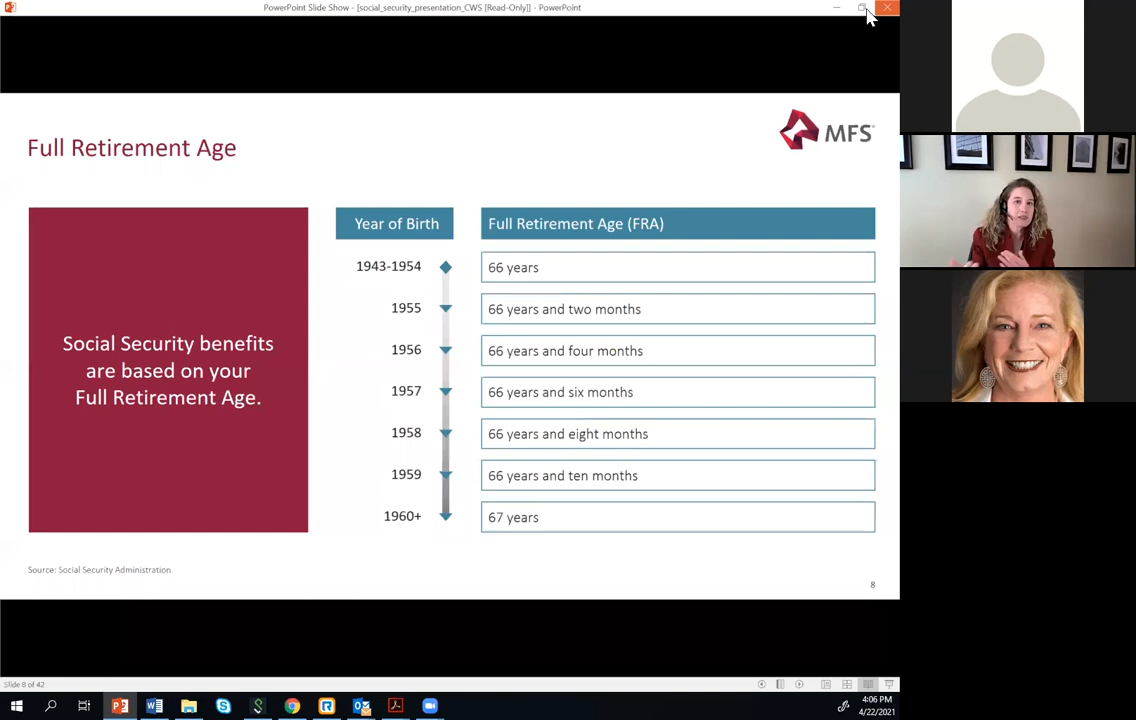 PowerPoint Slide Show - [social_security_presentation_CWS [Read-Only]] - PowerPoint
Full Retirement Age
MFS®
Year of Birth
Full Retirement Age (FRA)
1943-1954
66 years
1955
66 years and two months
Social Security benefits
are based on your
Full Retirement Age.
1956
66 years and four months
1957
66 years and six months
1958
66 years and eight months
1959
66 years and ten months
1960+
67 years
Source: Social Security Administration
8
Slide 8 of 42
4:06 PM
4/22/2021